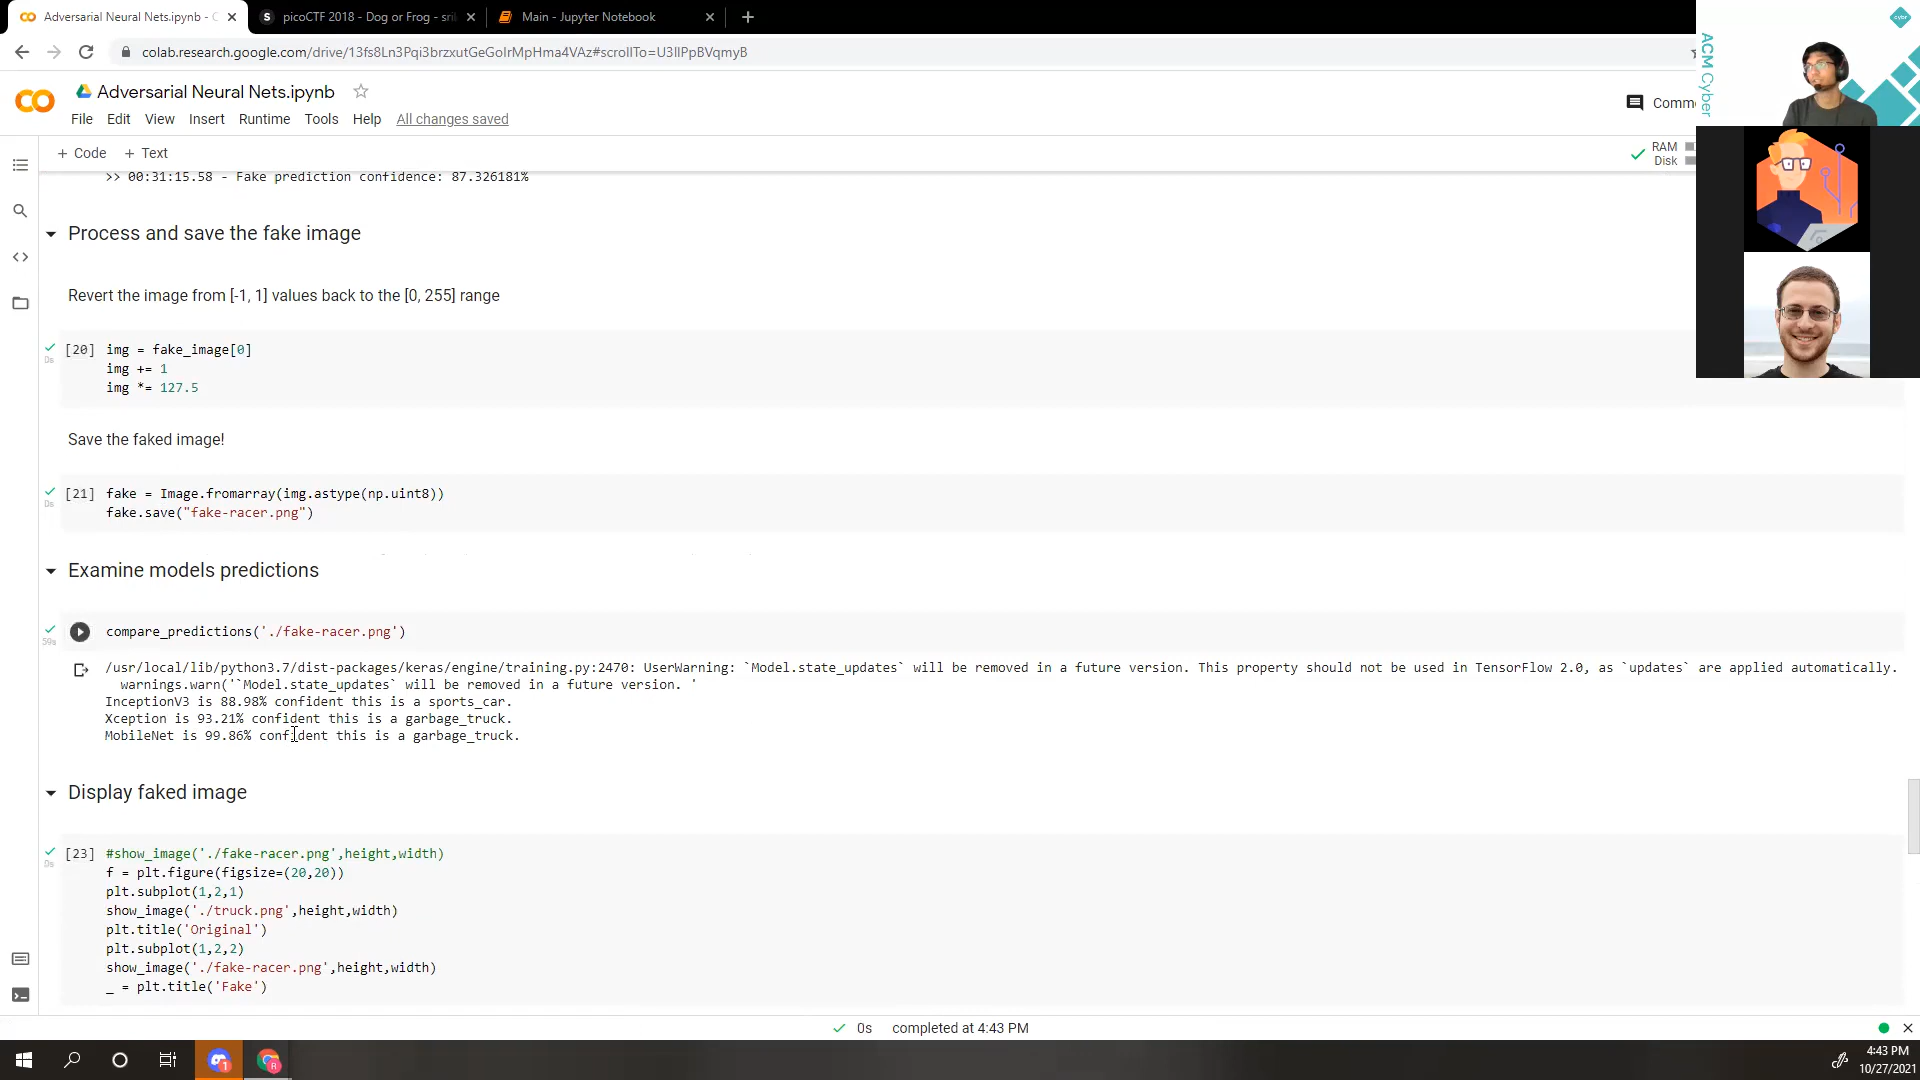 Adversarial Neural Nets.ipynb - C
S picoCTF 2018 - Dog or Frog - sril
Main - Jupyter Notebook
colab.research.google.com/drive/13fs8Ln3Pqi3brzxutGeGoIrMpHma4VAz#scrollTo=U3IlPpBVqmyB
ACM Cyber
cyber
CO
Adversarial Neural Nets.ipynb
File Edit View Insert Runtime Tools Help All changes saved
Comme
+ Code + Text
RAM
Disk
>> 00:31:15.58 - Fake prediction confidence: 87.326181%
Process and save the fake image
Revert the image from [-1, 1] values back to the [0, 255] range
[20] img = fake_image[0]
0s
img += 1
img *= 127.5
Save the faked image!
[21] fake = Image.fromarray(img.astype(np.uint8))
0s
fake.save("fake-racer.png")
Examine models predictions
compare_predictions('./fake-racer.png')
59s
/usr/local/lib/python3.7/dist-packages/keras/engine/training.py:2470: UserWarning: `Model.state_updates` will be removed in a future version. This property should not be used in TensorFlow 2.0, as `updates` are applied automatically.
warnings.warn('`Model.state_updates` will be removed in a future version. '
InceptionV3 is 88.98% confident this is a sports_car.
Xception is 93.21% confident this is a garbage_truck.
MobileNet is 99.86% confident this is a garbage_truck.
Display faked image
[23] #show_image('./fake-racer.png',height,width)
0s
f = plt.figure(figsize=(20,20))
plt.subplot(1,2,1)
show_image('./truck.png',height,width)
plt.title('Original')
plt.subplot(1,2,2)
show_image('./fake-racer.png',height,width)
_ = plt.title('Fake')
0s completed at 4:43 PM
1
R
4:43 PM
10/27/2021